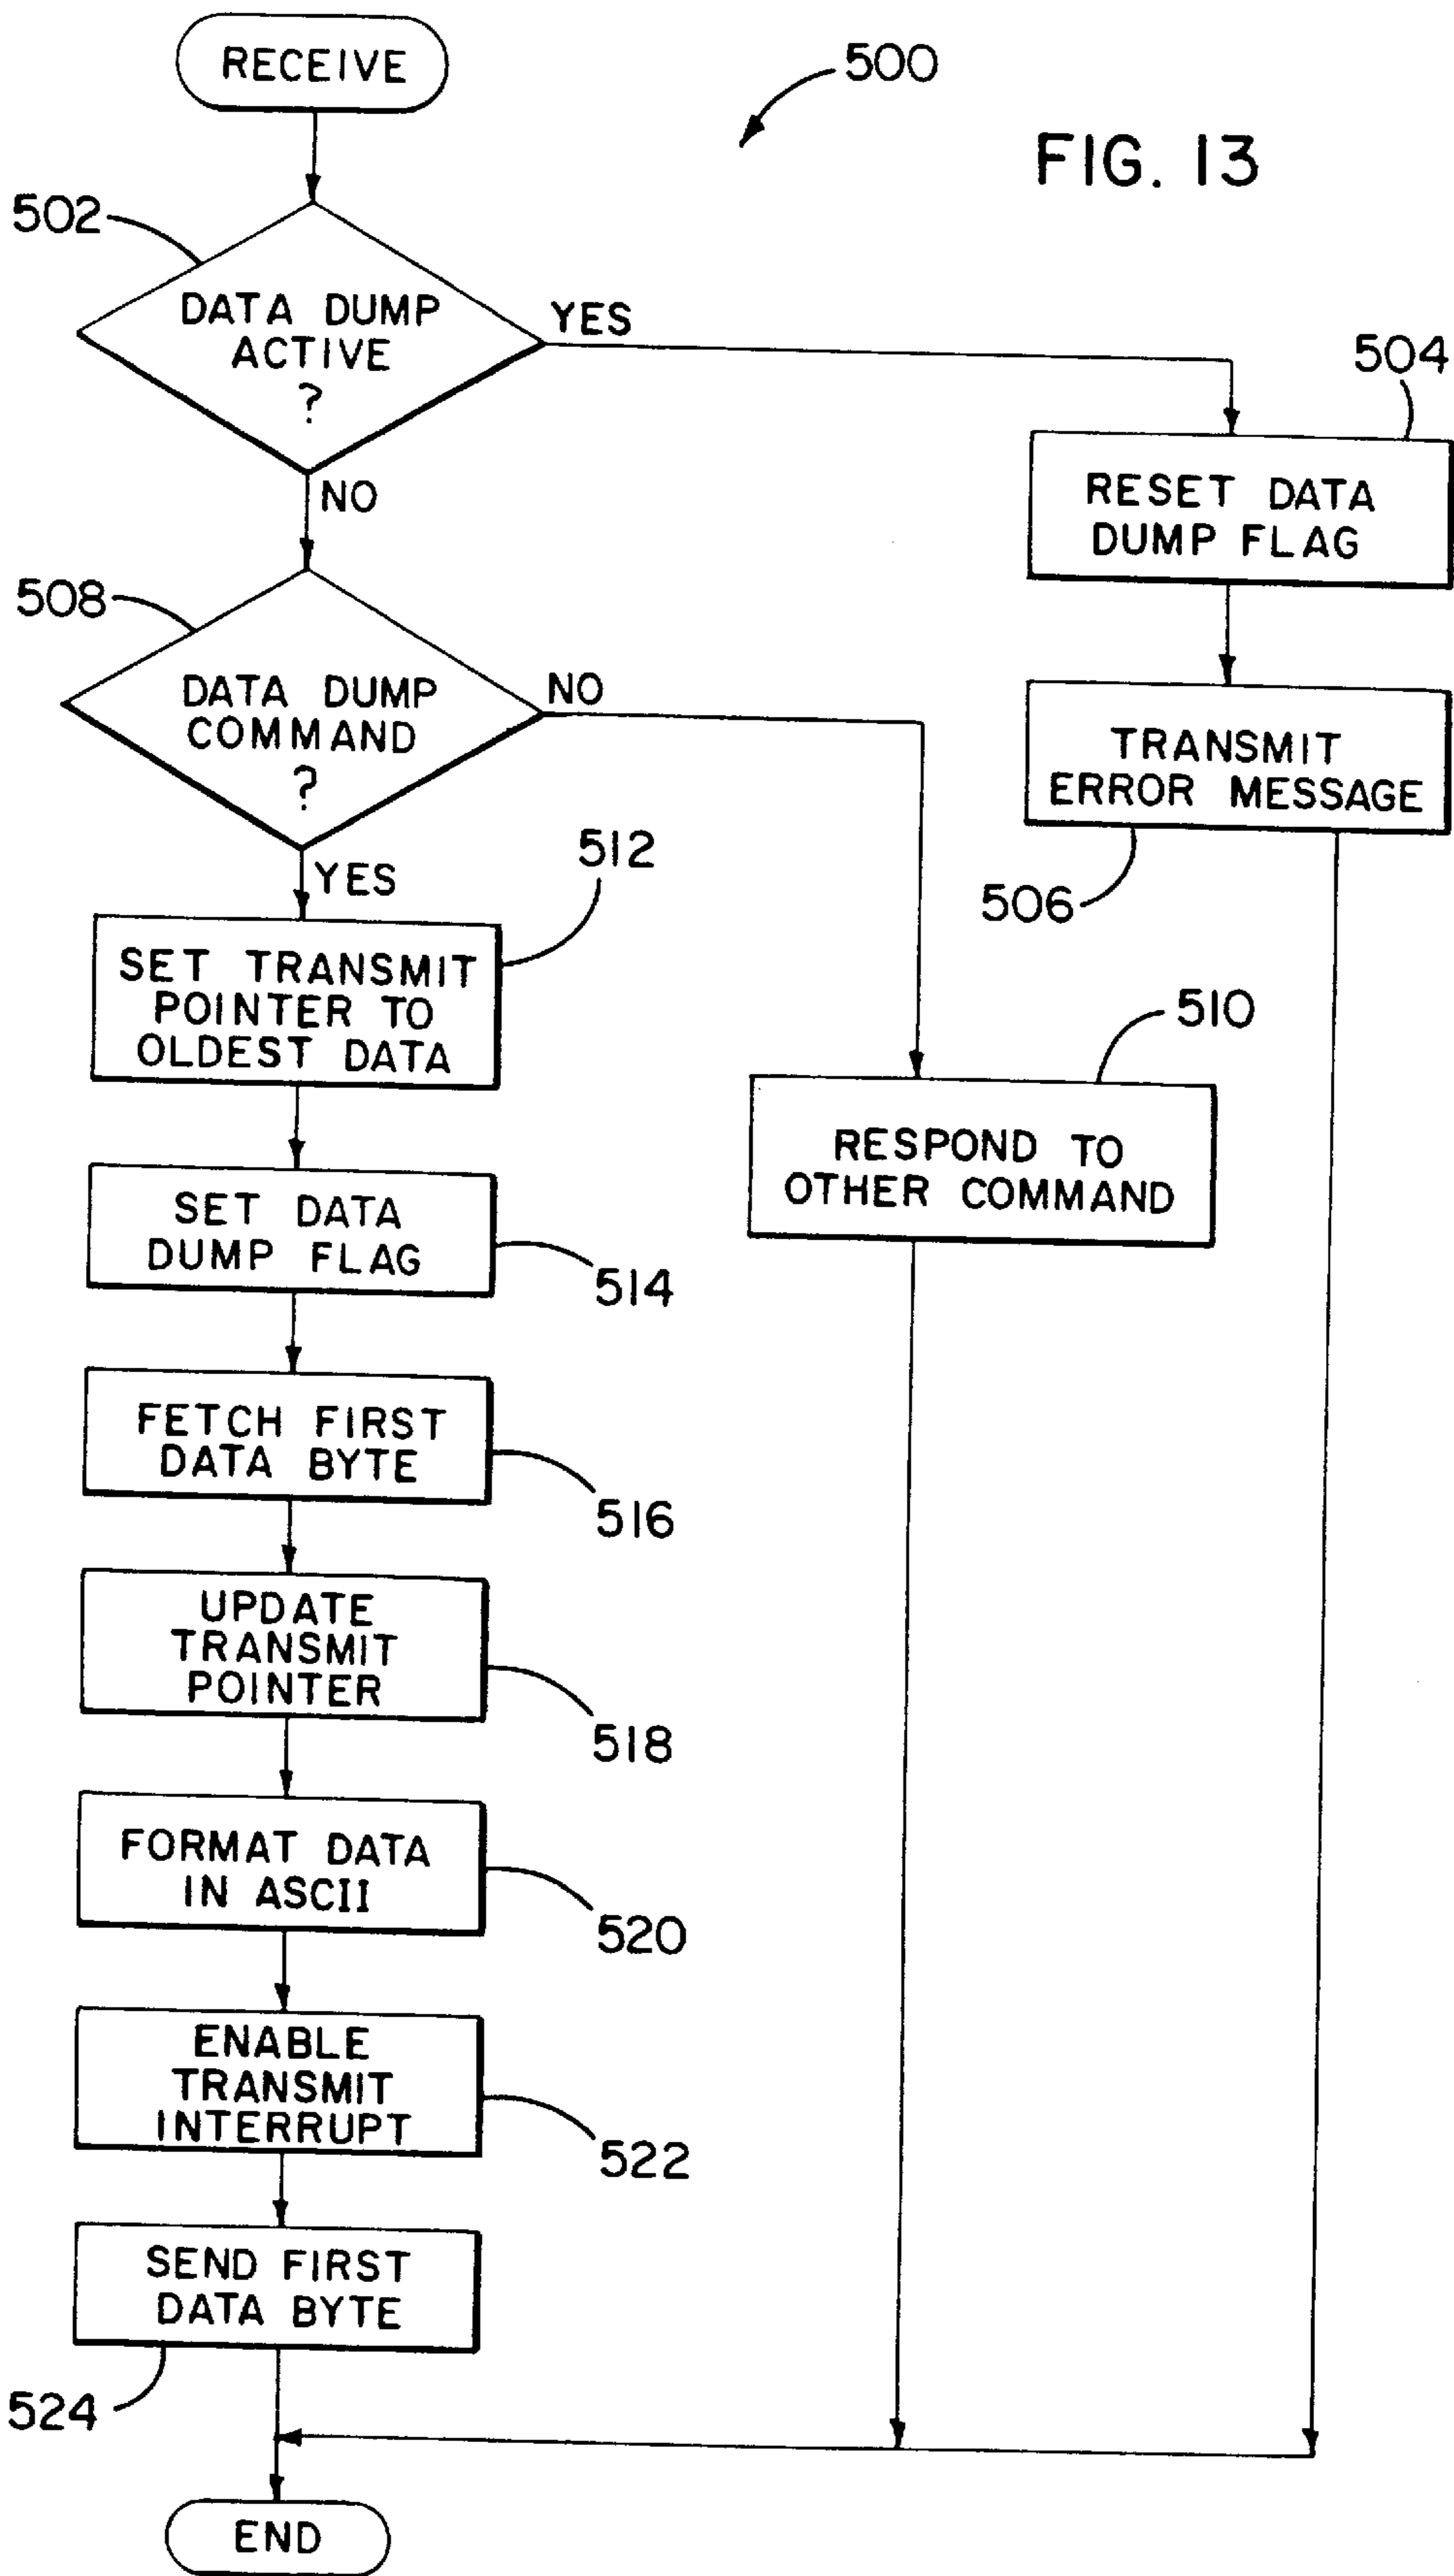 RECEIVE
500
FIG. 13
502
DATA DUMP
ACTIVE
?
YES
NO
504
RESET DATA
DUMP FLAG
508
DATA DUMP
COMMAND
?
NO
YES
TRANSMIT
ERROR MESSAGE
506
512
SET TRANSMIT
POINTER TO
OLDEST DATA
510
RESPOND TO
OTHER COMMAND
SET DATA
DUMP FLAG
514
FETCH FIRST
DATA BYTE
516
UPDATE
TRANSMIT
POINTER
518
FORMAT DATA
IN ASCII
520
ENABLE
TRANSMIT
INTERRUPT
522
SEND FIRST
DATA BYTE
524
END